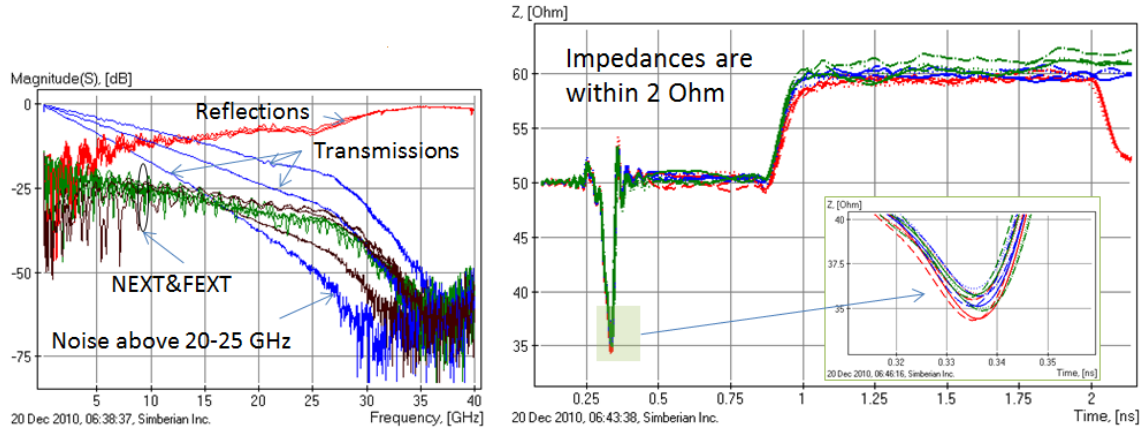 Magnitude(S), [dB]
0
-25
-50
-75
Reflections
Transmissions
NEXT&FEXT
Noise above 20-25 GHz
5
10
15
20
25
30
35
40
20 Dec 2010, 06:38:37, Simberian Inc.
Frequency, [GHz]
Z, [Ohm]
Impedances are
within 2 Ohm
60
55
50
45
40
35
0.25
0.5
0.75
1
1.25
1.5
1.75
2
20 Dec 2010, 06:43:38, Simberian Inc.
Time, [ns]
Z, [Ohm]
40
37.5
35
0.32
0.33
0.34
0.35
20 Dec 2010, 06:46:16, Simberian Inc.
Time, [ns]